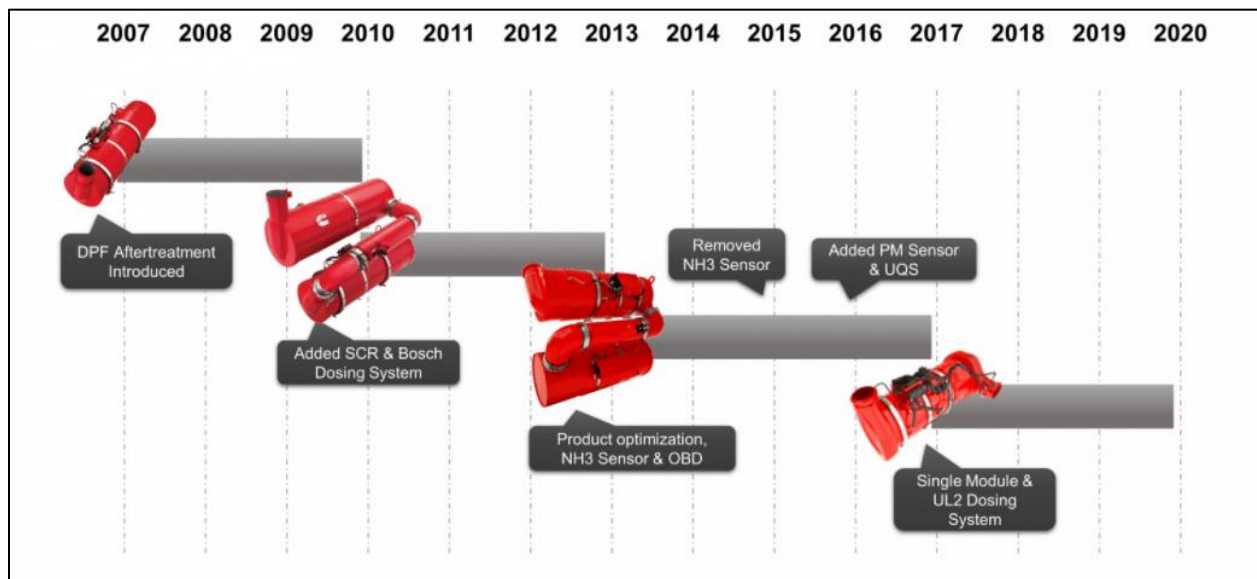 2007 2008 2009 2010 2011 2012 2013 2014 2015 2016 2017 2018 2019 2020
DPF Aftertreatment
Introduced
Added SCR & Bosch
Dosing System
Product optimization,
NH3 Sensor & OBD
Removed
NH3 Sensor
Added PM Sensor
& UQS
Single Module &
UL2 Dosing
System